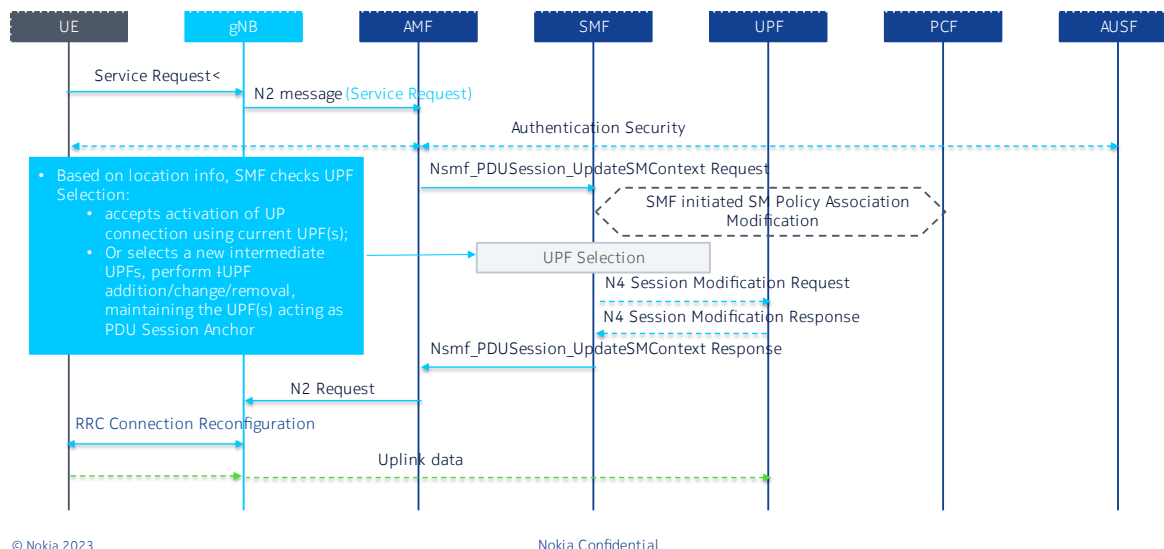 UE
gNB
AMF
SMF
UPF
PCF
AUSF
Service Request<
N2 message (Service Request)
Authentication Security
• Based on location info, SMF checks UPF
Selection:
• accepts activation of UP
connection using current UPF(s);
• Or selects a new intermediate
UPFs, perform I-UPF
addition/change/removal,
maintaining the UPF(s) acting as
PDU Session Anchor
Nsmf_PDUSession_UpdateSMContext Request
SMF initiated SM Policy Association
Modification
UPF Selection
N4 Session Modification Request
N4 Session Modification Response
Nsmf_PDUSession_UpdateSMContext Response
N2 Request
RRC Connection Reconfiguration
Uplink data
© Nokia 2023
Nokia Confidential